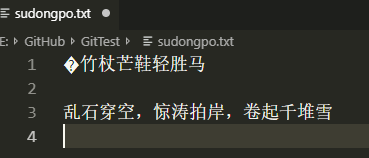 sudongpo.txt
E: > GitHub > GitTest > sudongpo.txt
1 �竹杖芒鞋轻胜马
2
3 乱石穿空，惊涛拍岸，卷起千堆雪
4